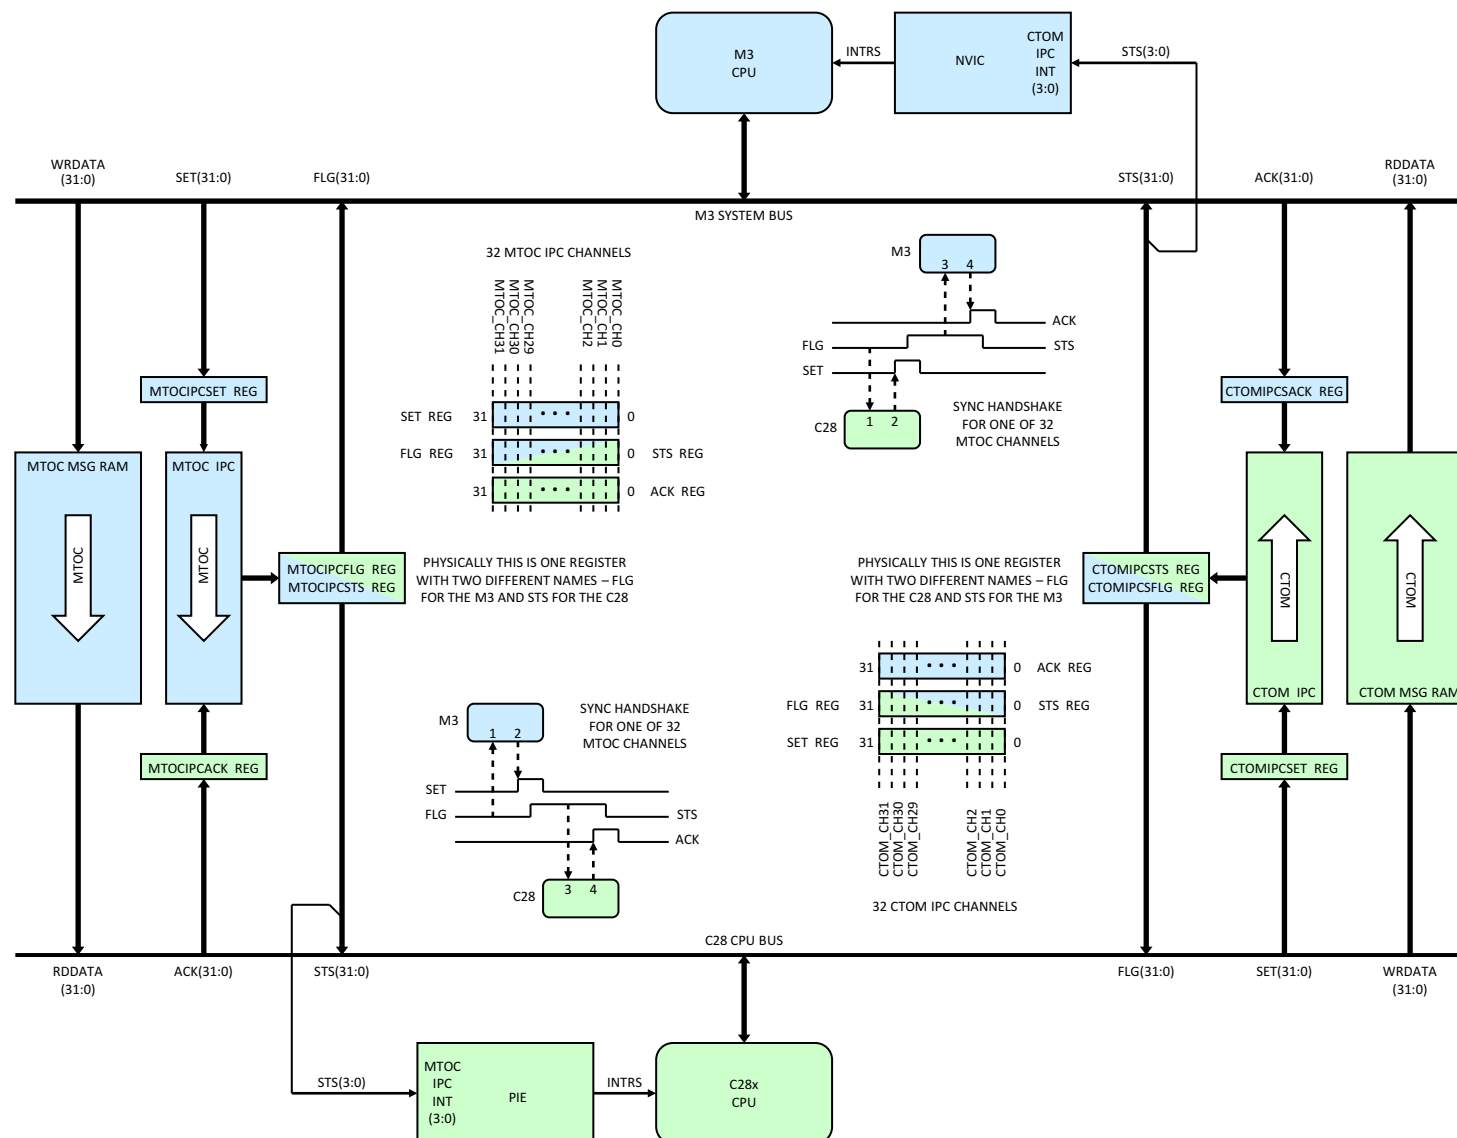 M3
CPU
INTRS
NVIC
CTOM
IPC
INT
(3:0)
STS(3:0)
WRDATA
(31:0)
SET(31:0)
FLG(31:0)
STS(31:0)
ACK(31:0)
RDDATA
(31:0)
M3 SYSTEM BUS
32 MTOC IPC CHANNELS
MTOC_CH31
MTOC_CH30
MTOC_CH29
MTOC_CH2
MTOC_CH1
MTOC_CH0
SET REG 31 • • • 0
FLG REG 31 • • • 0 STS REG
31 • • • 0 ACK REG
M3
3 4
ACK
FLG STS
SET
C28
1 2
SYNC HANDSHAKE
FOR ONE OF 32
MTOC CHANNELS
MTOCIPCSET REG
CTOMIPCSACK REG
MTOC MSG RAM
MTOC
MTOC IPC
MTOC
MTOCIPCFLG REG
MTOCIPCSTS REG
PHYSICALLY THIS IS ONE REGISTER
WITH TWO DIFFERENT NAMES – FLG
FOR THE M3 AND STS FOR THE C28
PHYSICALLY THIS IS ONE REGISTER
WITH TWO DIFFERENT NAMES – FLG
FOR THE C28 AND STS FOR THE M3
CTOMIPCSTS REG
CTOMIPCSFLG REG
CTOM
CTOM IPC
CTOM
CTOM MSG RAM
31 • • • 0 ACK REG
FLG REG 31 • • • 0 STS REG
SET REG 31 • • • 0
CTOM_CH31
CTOM_CH30
CTOM_CH29
CTOM_CH2
CTOM_CH1
CTOM_CH0
32 CTOM IPC CHANNELS
M3
1 2
SYNC HANDSHAKE
FOR ONE OF 32
MTOC CHANNELS
SET
FLG STS
ACK
C28
3 4
MTOCIPCACK REG
CTOMIPCSET REG
C28 CPU BUS
RDDATA
(31:0)
ACK(31:0)
STS(31:0)
FLG(31:0)
SET(31:0)
WRDATA
(31:0)
STS(3:0)
MTOC
IPC
INT
(3:0)
PIE
INTRS
C28x
CPU